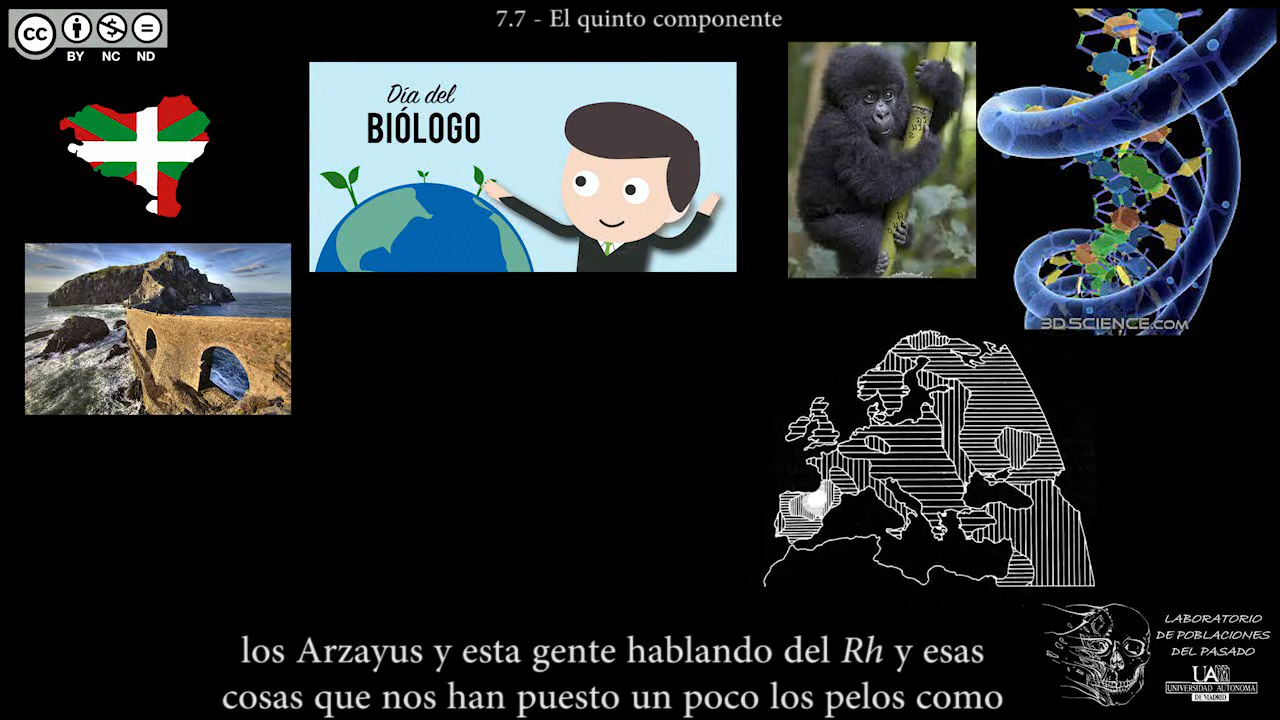 7.7 - El quinto componente
CC
BY NC ND
Día del
BIÓLOGO
3DSCIENCE.COM
los Arzayus y esta gente hablando del Rh y esas
cosas que nos han puesto un poco los pelos como
LABORATORIO
DE POBLACIONES
DEL PASADO
UAM
UNIVERSIDAD AUTONOMA
DE MADRID